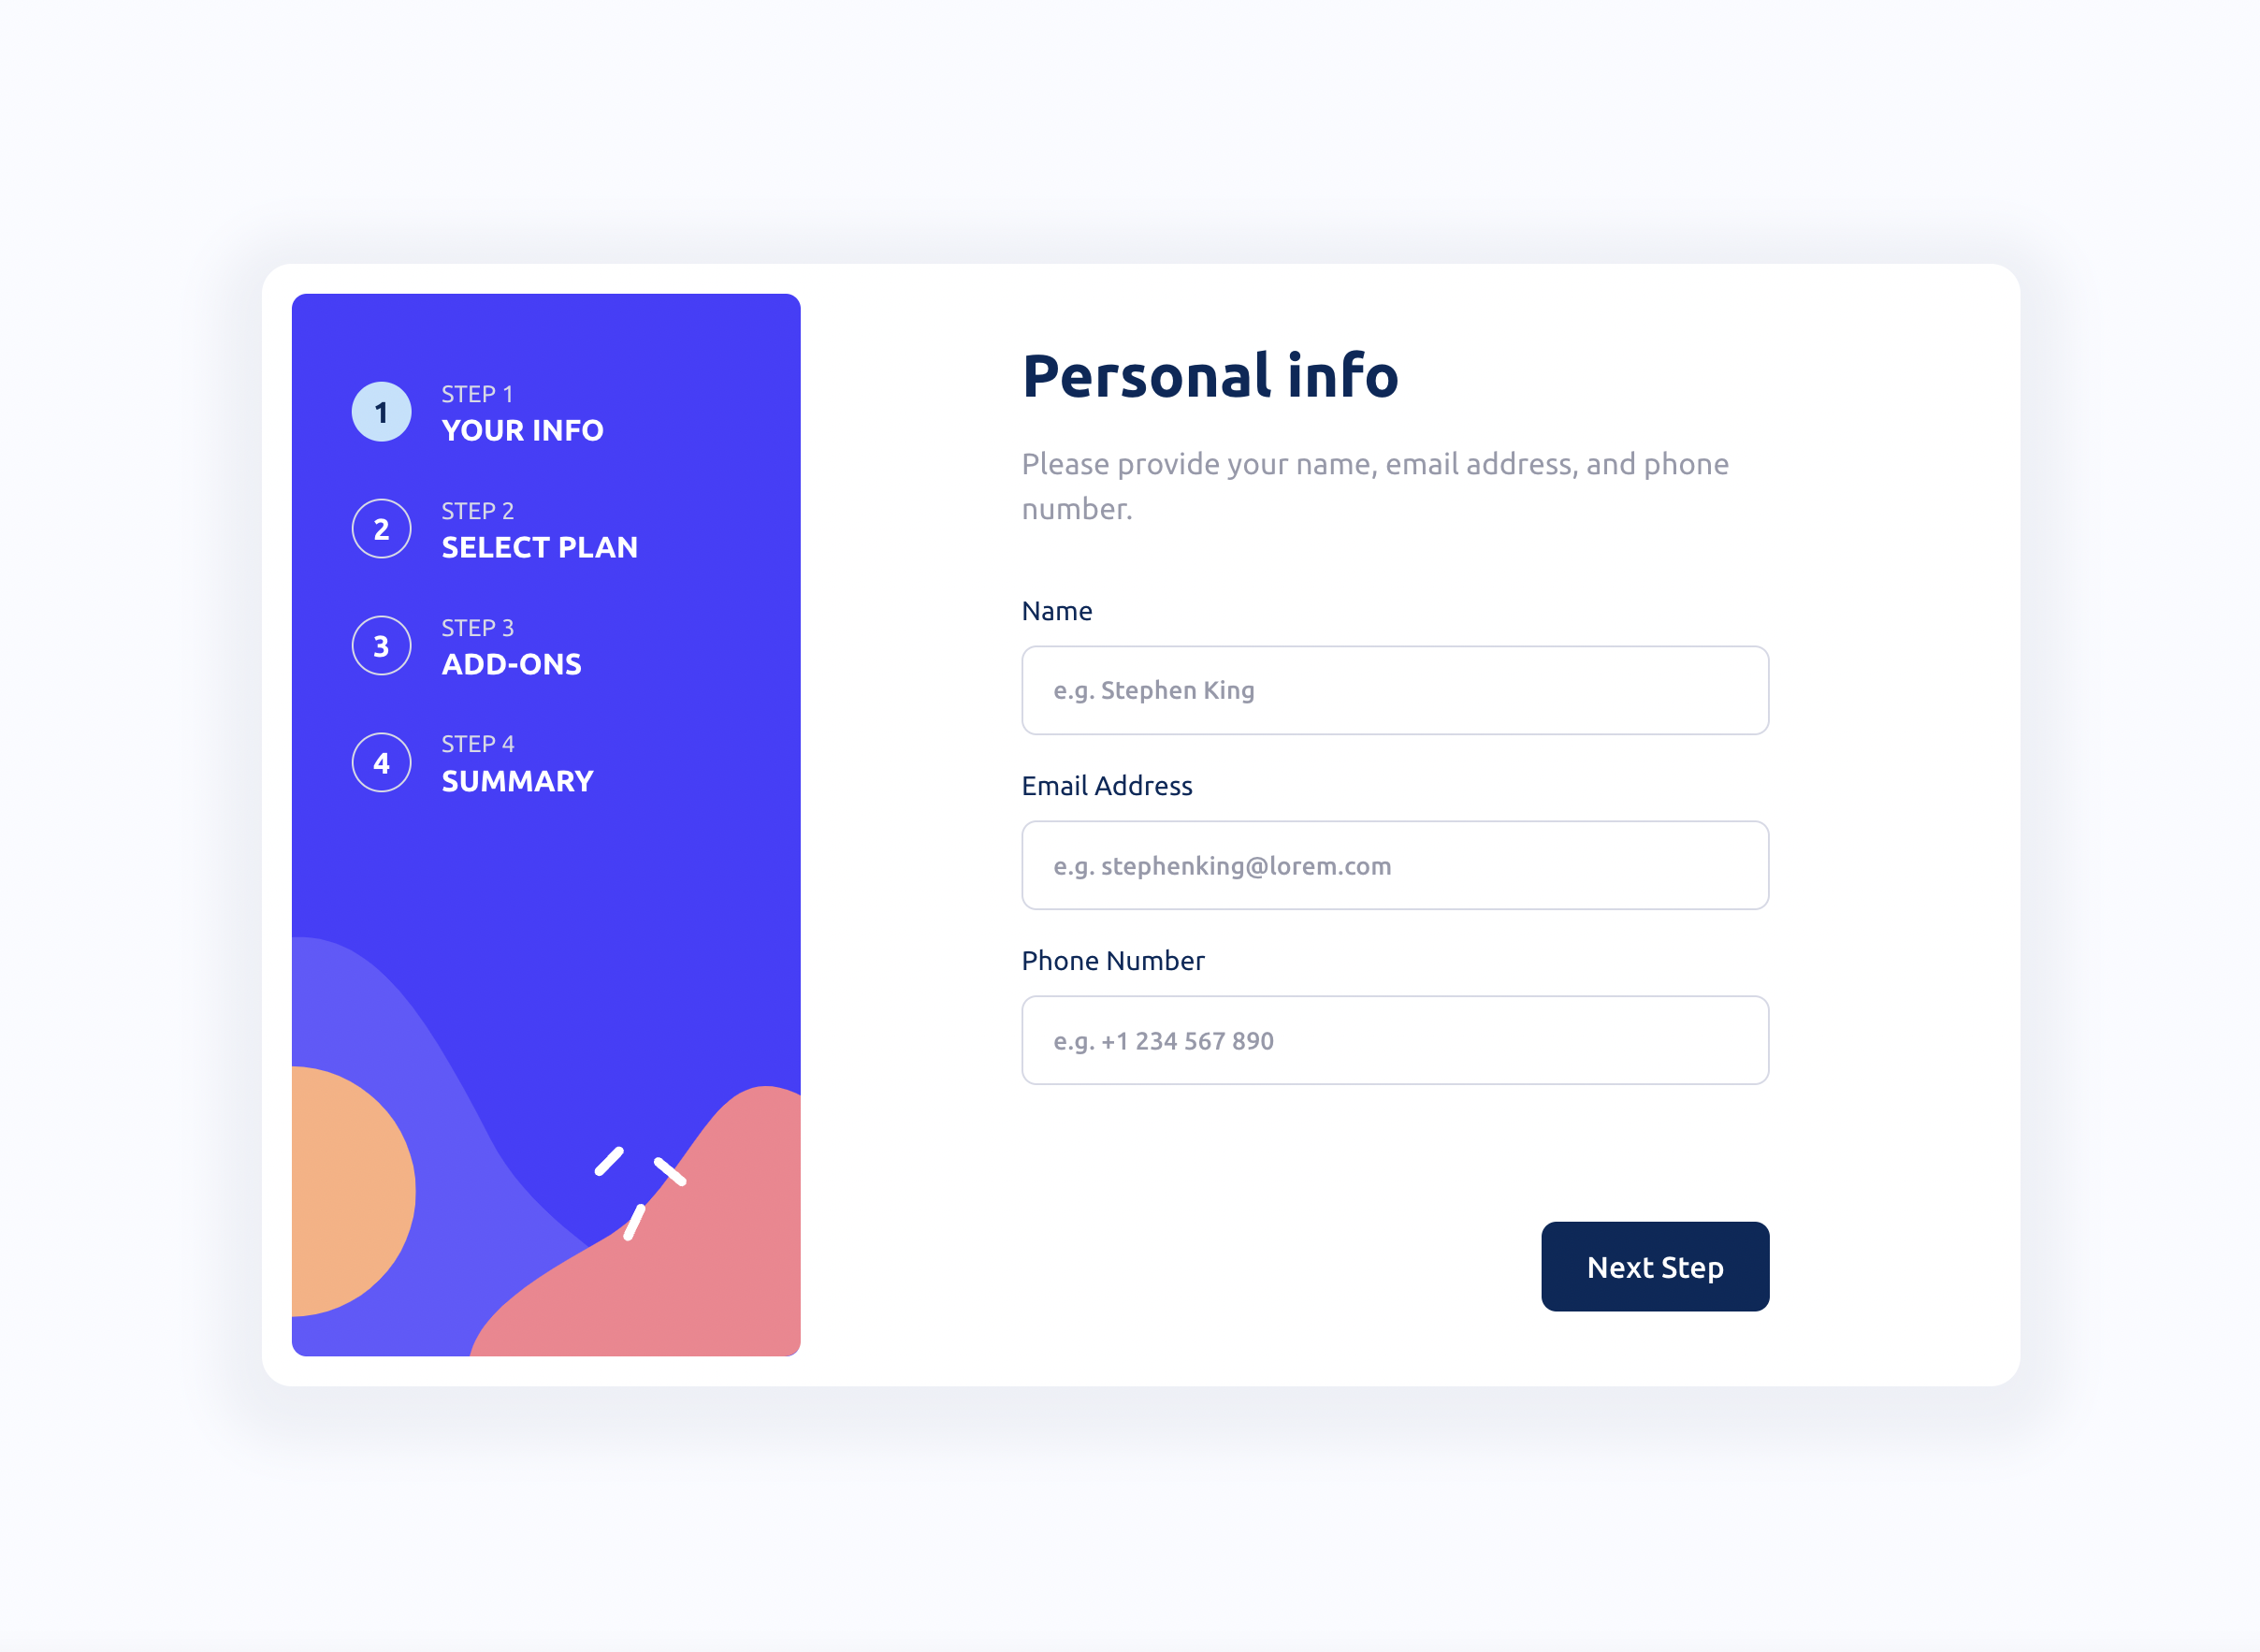 1
STEP 1
YOUR INFO
2
STEP 2
SELECT PLAN
3
STEP 3
ADD-ONS
4
STEP 4
SUMMARY
Personal info
Please provide your name, email address, and phone
number.
Name
e.g. Stephen King
Email Address
e.g. stephenking@lorem.com
Phone Number
e.g. +1 234 567 890
Next Step